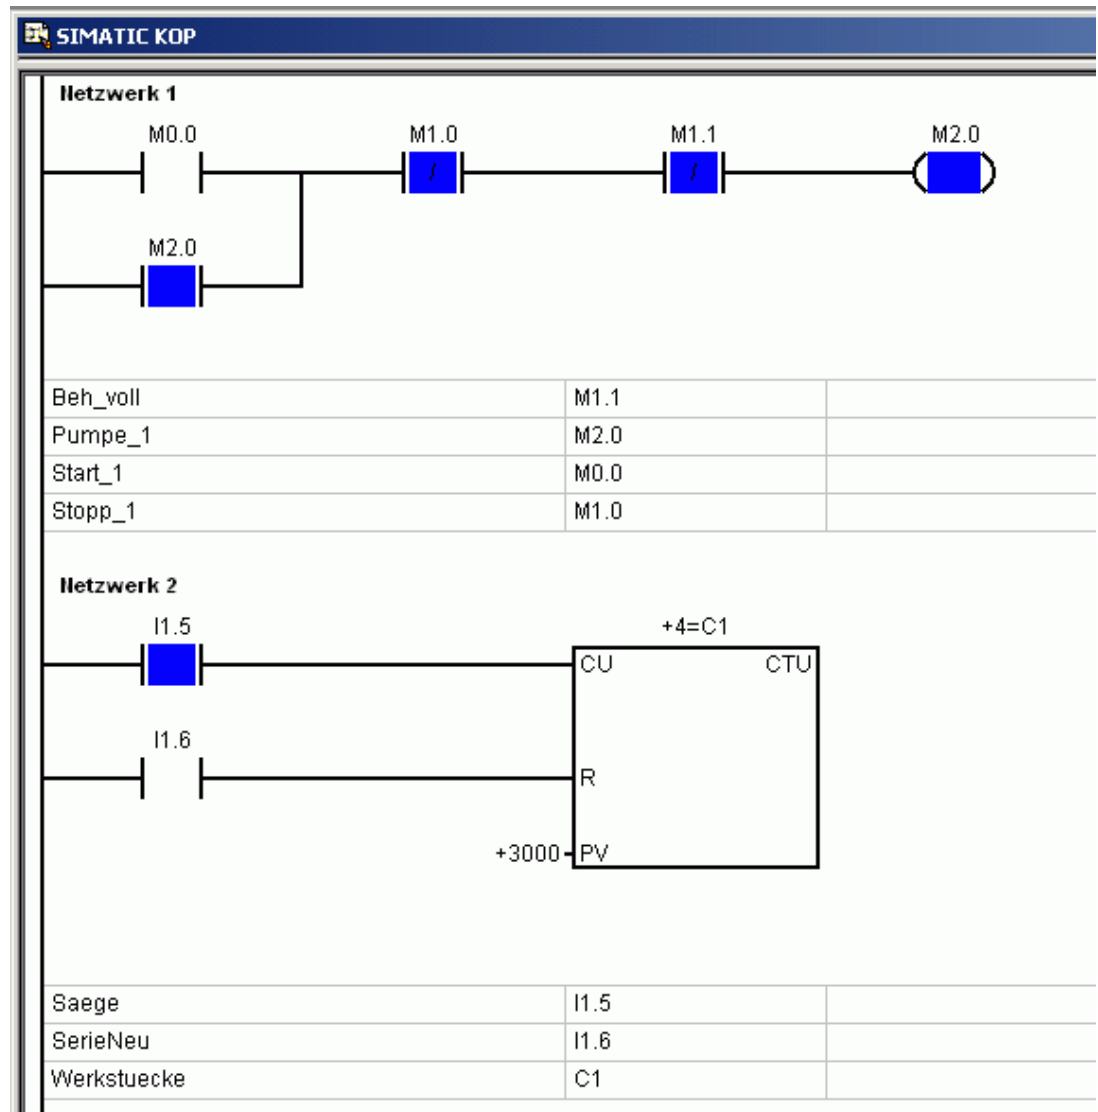 SIMATIC KOP
Netzwerk 1
M0.0 M1.0 M1.1 M2.0
/ /
M2.0
Beh_voll M1.1
Pumpe_1 M2.0
Start_1 M0.0
Stopp_1 M1.0
Netzwerk 2
I1.5 +4=C1
CU CTU
I1.6
R
+3000 PV
Saege I1.5
SerieNeu I1.6
Werkstuecke C1